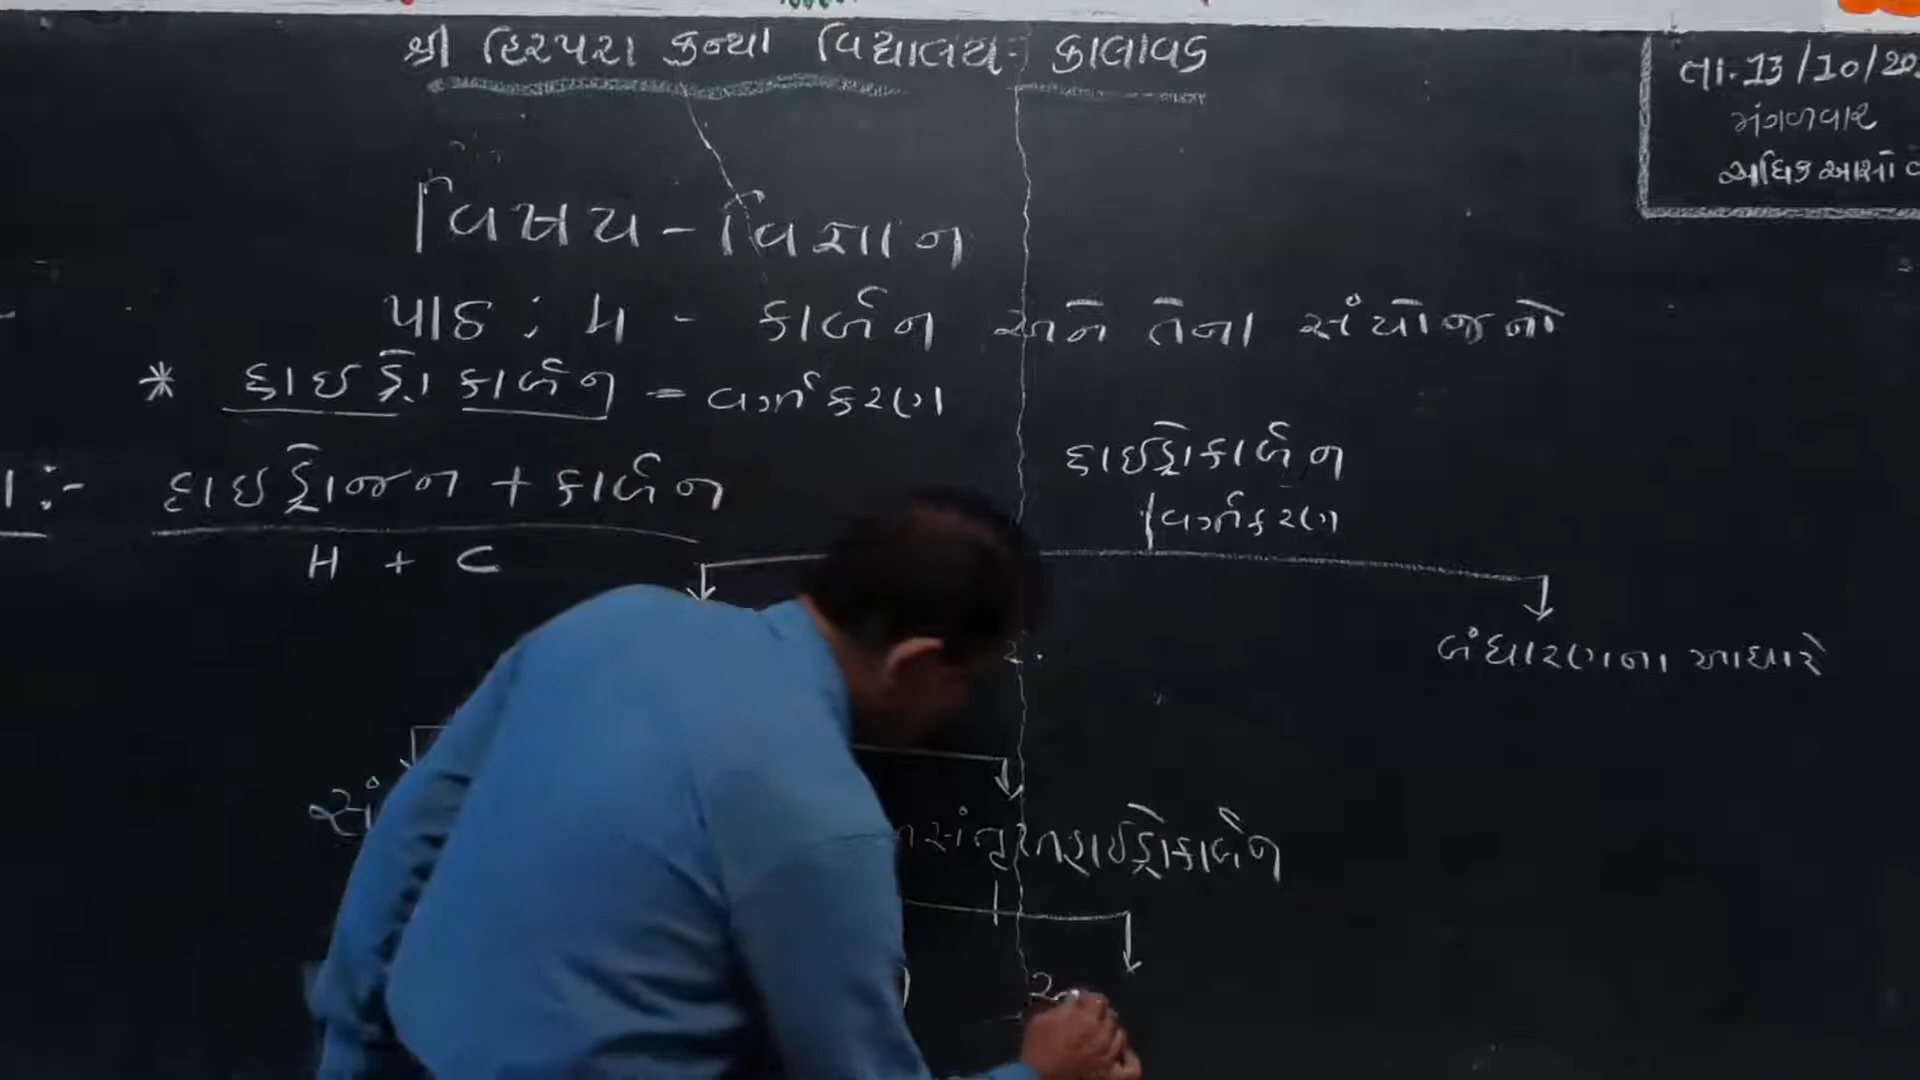 શ્રી હિરપરા કન્યા વિદ્યાલય:- કાલાવડ
તા.13/10/20
મંગળવાર
અધિક આસો
વિષય - વિજ્ઞાન
પાઠ : 4 - કાર્બન અને તેના સંયોજનો
* હાઇડ્રોકાર્બન = વર્ગીકરણ
:- હાઇડ્રોજન + કાર્બન
H + C
હાઇડ્રોકાર્બન
વર્ગીકરણ
બંધારણના આધારે
સં
સંતૃપ્ત હાઇડ્રોકાર્બન